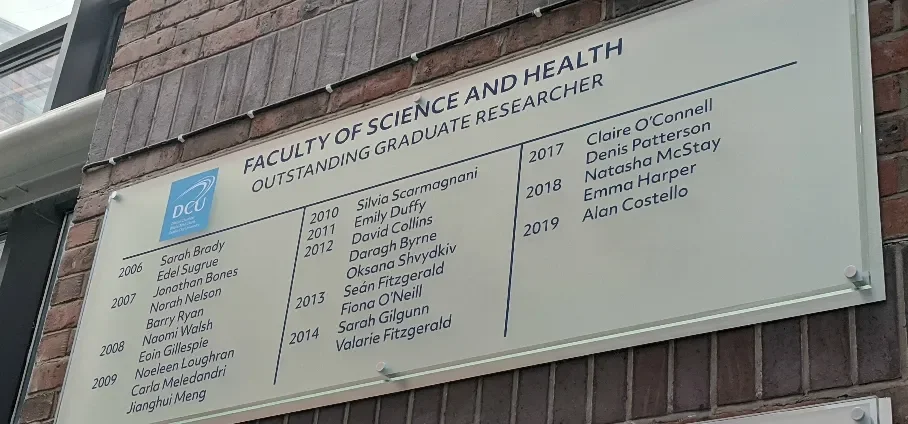 FACULTY OF SCIENCE AND HEALTH
OUTSTANDING GRADUATE RESEARCHER
DCU
2006 Sarah Brady
Edel Sugrue
2007 Jonathan Bones
Norah Nelson
Barry Ryan
2008 Naomi Walsh
Eoin Gillespie
2009 Noeleen Loughran
Carla Meledandri
Jianghui Meng
2010 Silvia Scarmagnani
2011 Emily Duffy
2012 David Collins
Daragh Byrne
Oksana Shvydkiv
2013 Seán Fitzgerald
Fiona O'Neill
2014 Sarah Gilgunn
Valarie Fitzgerald
2017 Claire O'Connell
Denis Patterson
2018 Natasha McStay
Emma Harper
2019 Alan Costello